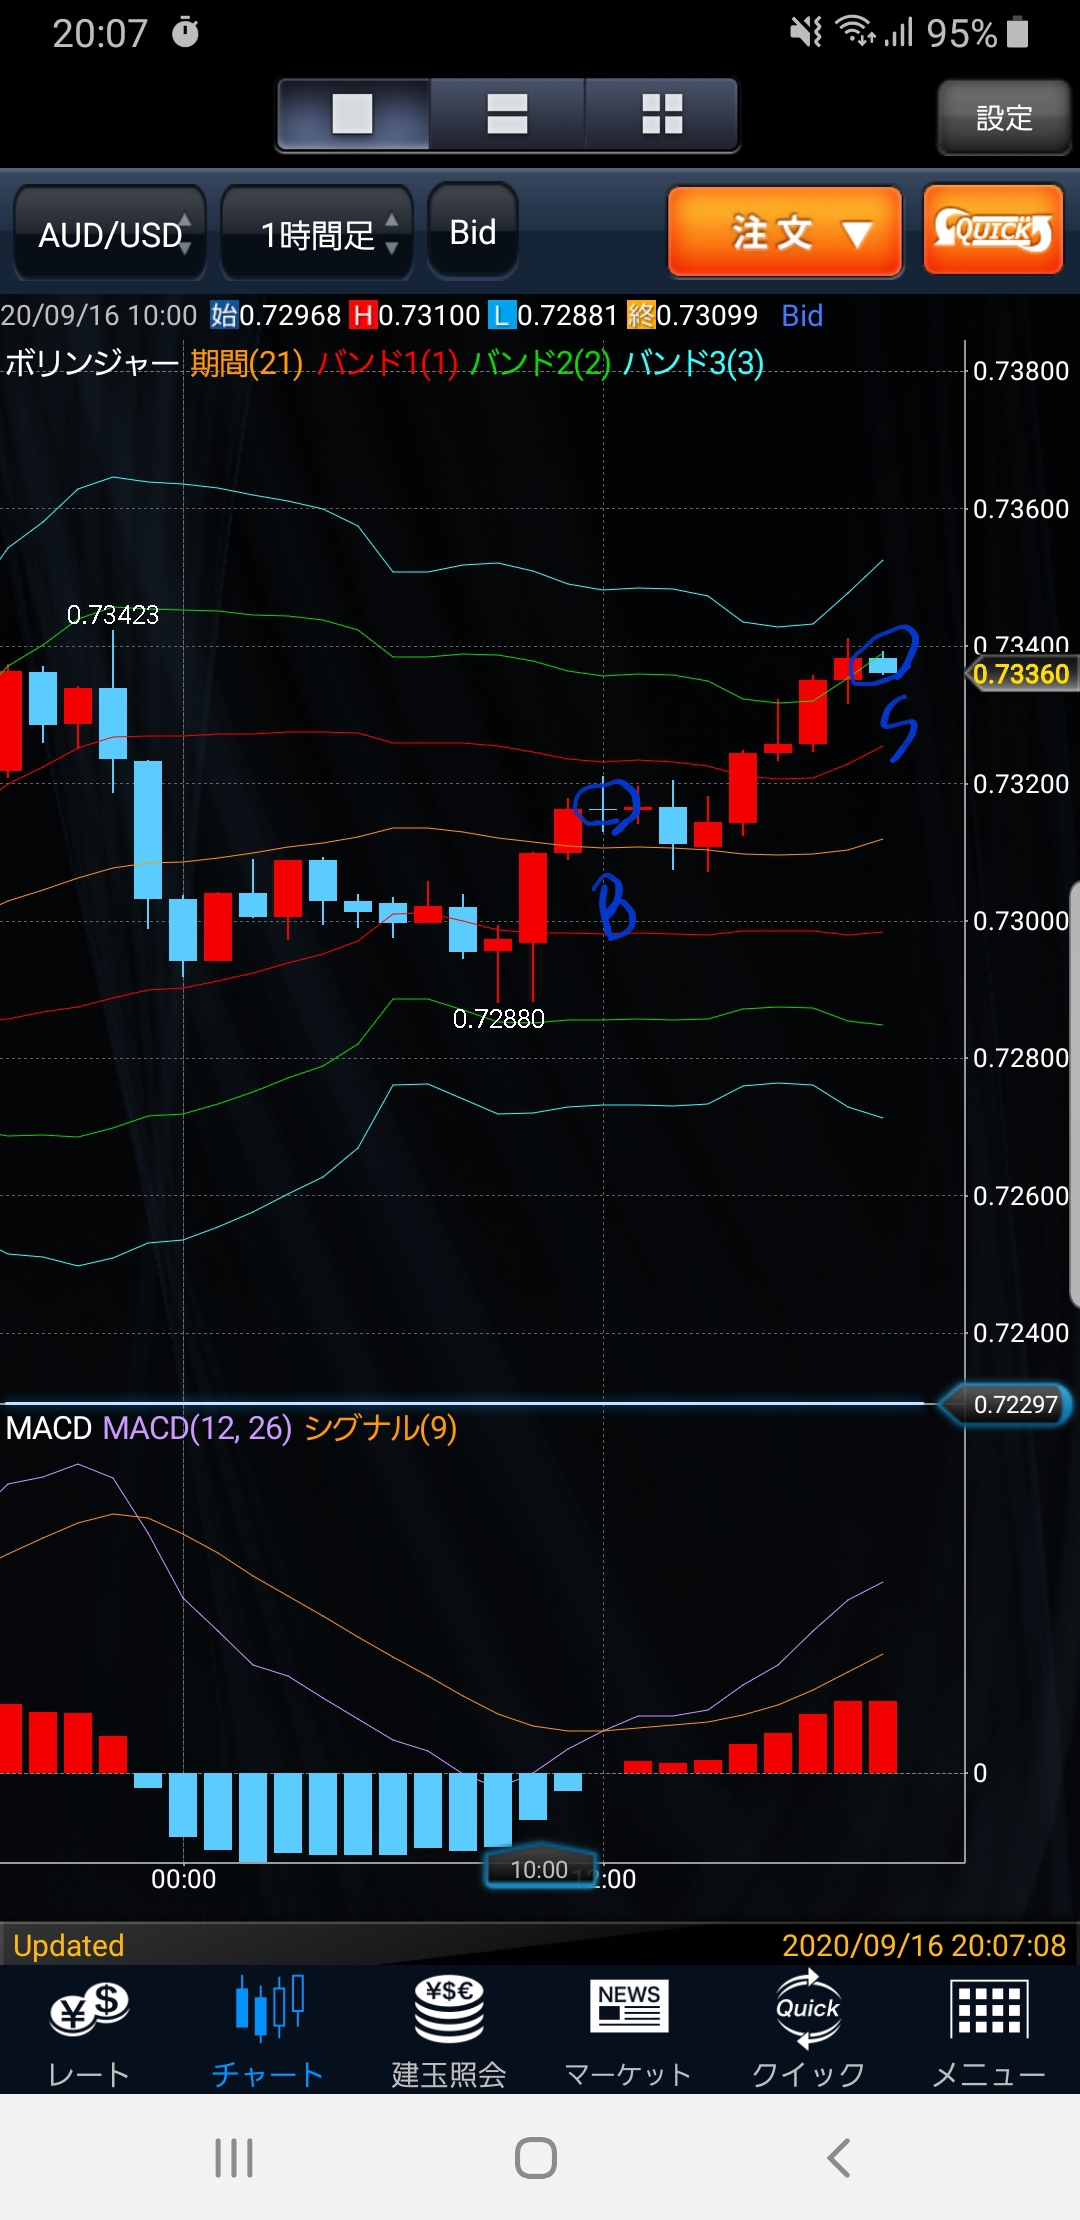 20:07 95%
設定
AUD/USD 1時間足 Bid 注文 QUICK
20/09/16 10:00 始0.72968 H0.73100 L0.72881 終0.73099 Bid
ボリンジャー 期間(21) バンド1(1) バンド2(2) バンド3(3)
0.73800
0.73600
0.73423
0.73400
0.73360
S
0.73200
B
0.73000
0.72880
0.72800
0.72600
0.72400
0.72297
MACD MACD(12, 26) シグナル(9)
0
00:00 10:00 12:00
Updated 2020/09/16 20:07:08
¥$ ¥$€ NEWS Quick
レート チャート 建玉照会 マーケット クイック メニュー